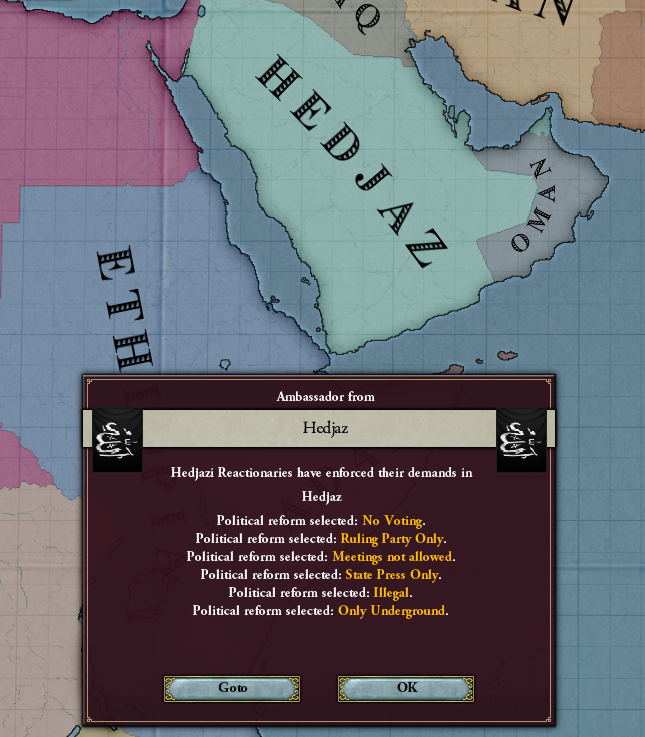 AQ
AN
HEDJAZ
OMAN
ETH
Ambassador from
Hedjaz
Hedjazi Reactionaries have enforced their demands in
Hedjaz
Political reform selected: No Voting.
Political reform selected: Ruling Party Only.
Political reform selected: Meetings not allowed.
Political reform selected: State Press Only.
Political reform selected: Illegal.
Political reform selected: Only Underground.
Goto
OK